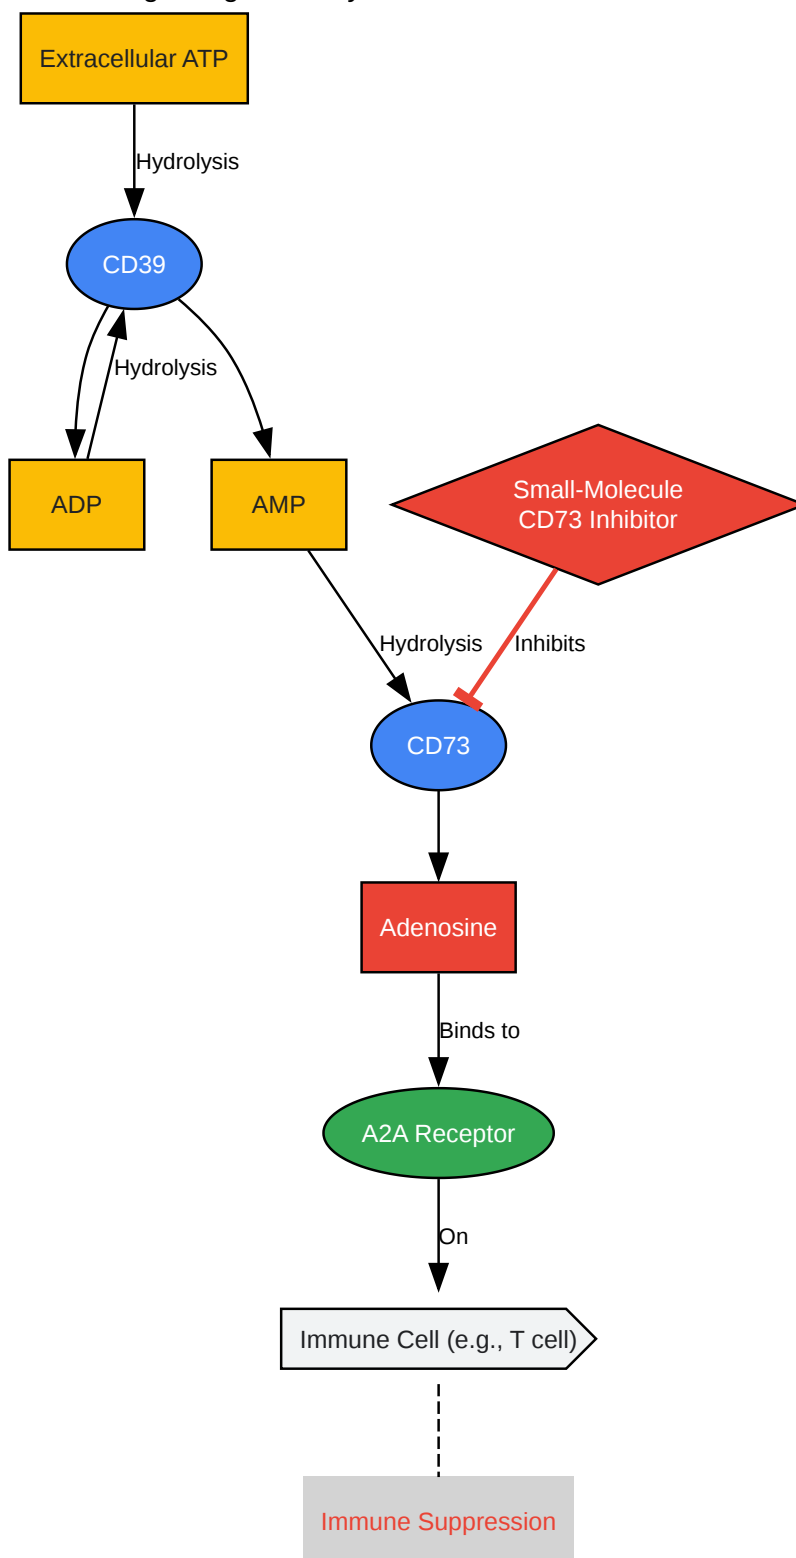 Extracellular ATP
Hydrolysis
CD39
Hydrolysis
ADP
AMP
Small-Molecule
CD73 Inhibitor
Hydrolysis
Inhibits
CD73
Adenosine
Binds to
A2A Receptor
On
Immune Cell (e.g., T cell)
Immune Suppression